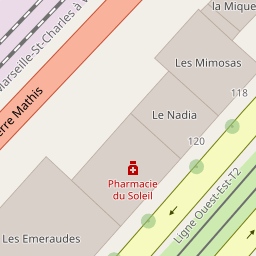 la Mique
Les Mimosas
118
Le Nadia
120
Marseille-St-Charles à V
erre Mathis
Pharmacie
du Soleil
Ligne Ouest-Est-T2
Les Emeraudes